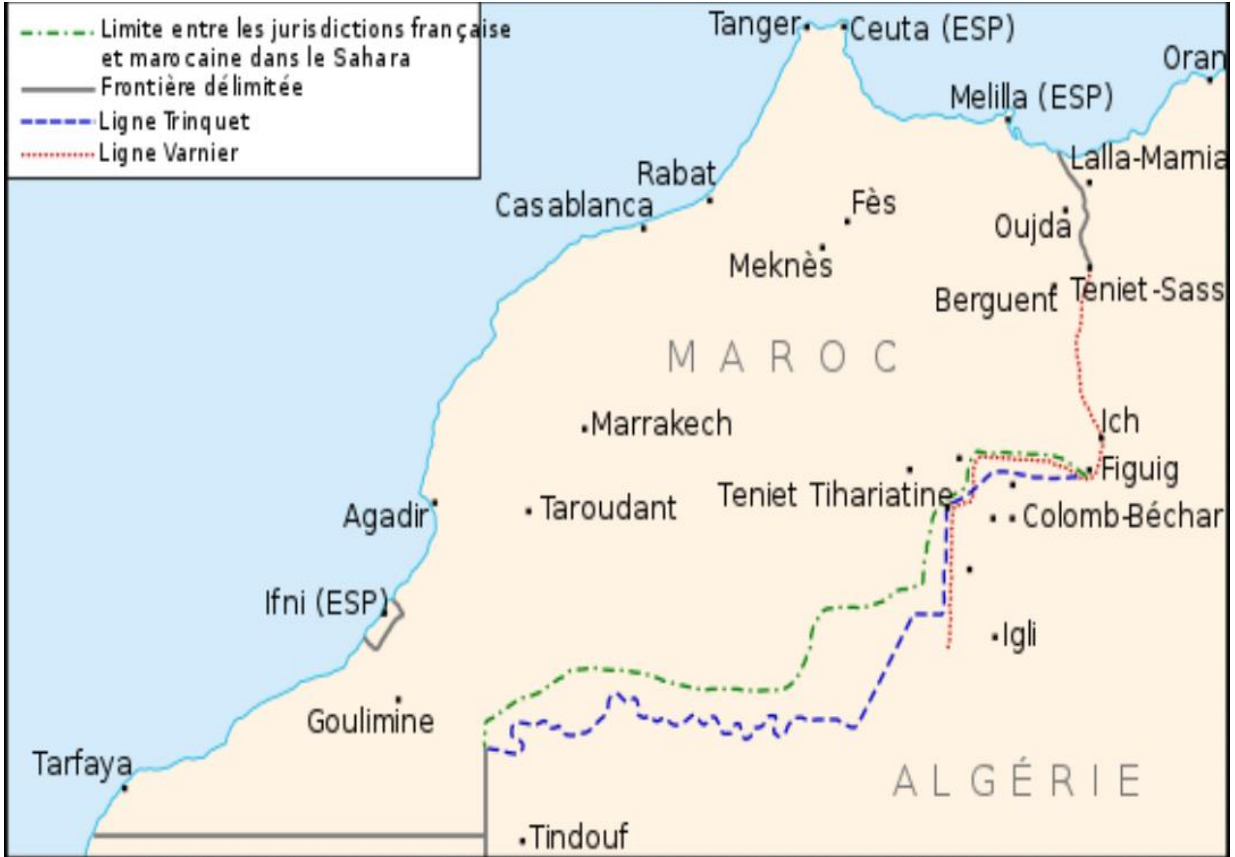 Limite entre les jurisdictions française
et marocaine dans le Sahara
Frontière délimitée
Ligne Trinquet
Ligne Varnier
Tanger
Ceuta (ESP)
Oran
Melilla (ESP)
Lalla-Marnia
Rabat
Casablanca
Fès
Oujda
Meknès
Berguent
Teniet-Sass
MAROC
Marrakech
Ich
Figuig
Teniet Tihariatine
Agadir
Taroudant
Colomb-Béchar
Ifni (ESP)
Igli
Goulimine
Tarfaya
ALGÉRIE
Tindouf